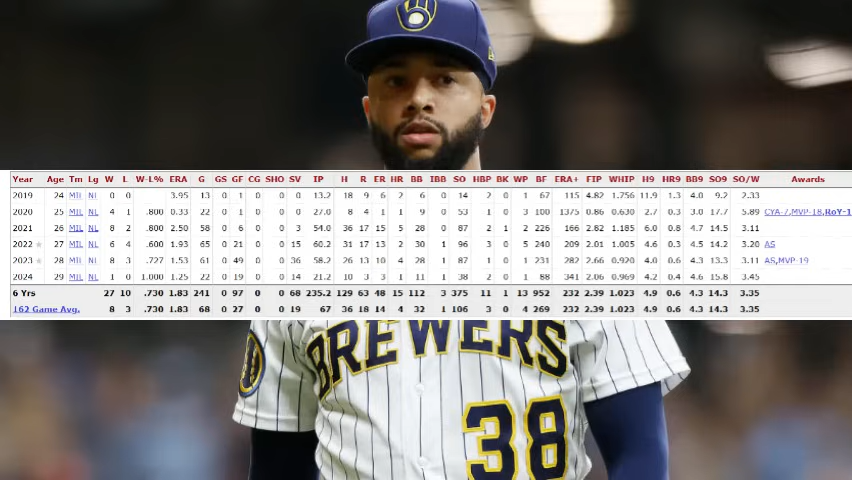 Year Age Tm Lg W L W-L% ERA G GS GF CG SHO SV IP H R ER HR BB IBB SO HBP BK WP BF ERA+ FIP WHIP H9 HR9 BB9 SO9 SO/W Awards
2019 24 MIL NL 0 0 3.95 13 0 1 0 0 0 13.2 18 9 6 2 6 0 14 2 0 1 67 115 4.82 1.756 11.9 1.3 4.0 9.2 2.33
2020 25 MIL NL 4 1 .800 0.33 22 0 1 0 0 0 27.0 8 4 1 1 9 0 53 1 0 3 100 1375 0.86 0.630 2.7 0.3 3.0 17.7 5.89 CYA-7,MVP-18,RoY-1
2021 26 MIL NL 8 2 .800 2.50 58 0 6 0 0 3 54.0 36 17 15 5 28 0 87 2 1 2 226 166 2.82 1.185 6.0 0.8 4.7 14.5 3.11
2022 27 MIL NL 6 4 .600 1.93 65 0 21 0 0 15 60.2 31 17 13 2 30 1 96 3 0 5 240 209 2.01 1.005 4.6 0.3 4.5 14.2 3.20 AS
2023 28 MIL NL 8 3 .727 1.53 61 0 49 0 0 36 58.2 26 13 10 4 28 1 87 1 0 1 231 282 2.66 0.920 4.0 0.6 4.3 13.3 3.11 AS,MVP-19
2024 29 MIL NL 1 0 1.000 1.25 22 0 19 0 0 14 21.2 10 3 3 1 11 1 38 2 0 1 88 341 2.06 0.969 4.2 0.4 4.6 15.8 3.45
6 Yrs 27 10 .730 1.83 241 0 97 0 0 68 235.2 129 63 48 15 112 3 375 11 1 13 952 232 2.39 1.023 4.9 0.6 4.3 14.3 3.35
162 Game Avg. 8 3 .730 1.83 68 0 27 0 0 19 67 36 18 14 4 32 1 106 3 0 4 269 232 2.39 1.023 4.9 0.6 4.3 14.3 3.35
BREWERS
38